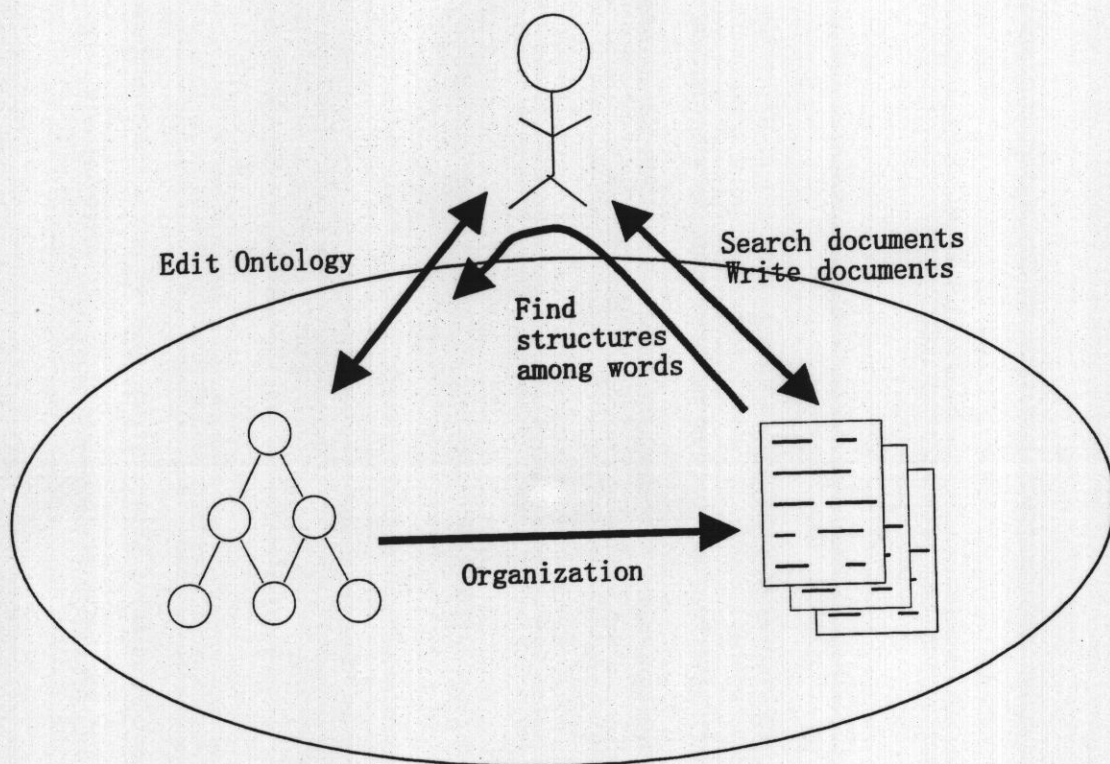 Edit Ontology
Search documents
Write documents
Find
structures
among words
Organization